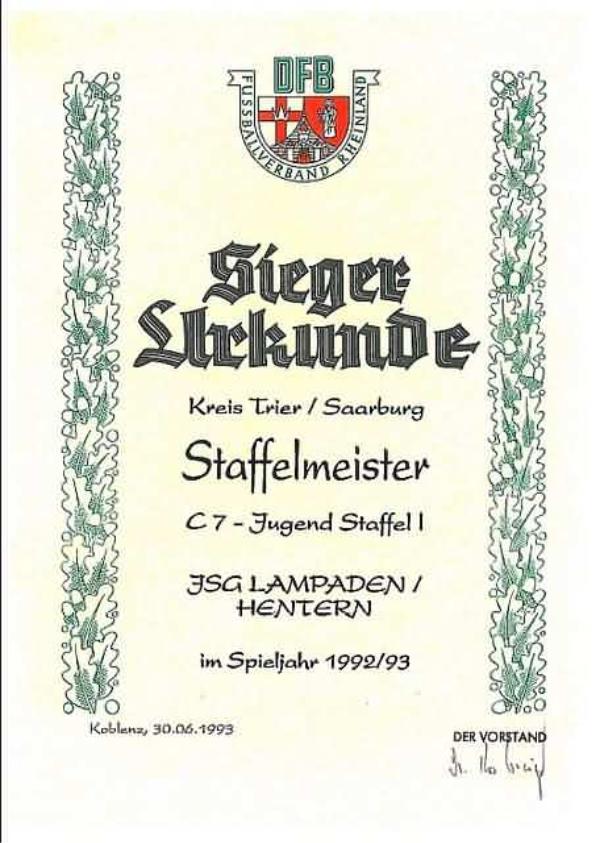 DFB
FUSSBALLVERBAND RHEINLAND
Sieger-
Urkunde
Kreis Trier / Saarburg
Staffelmeister
C 7 - Jugend Staffel I
JSG LAMPADEN /
HENTERN
im Spieljahr 1992/93
Koblenz, 30.06.1993
DER VORSTAND